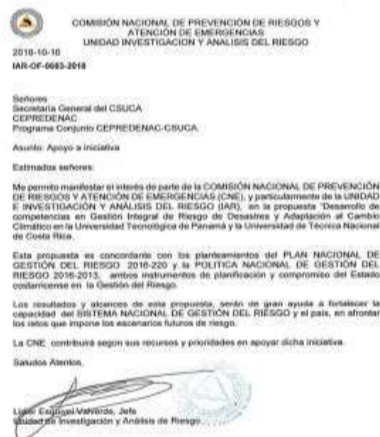 COMISIÓN NACIONAL DE PREVENCIÓN DE RIESGOS Y
ATENCIÓN DE EMERGENCIAS
UNIDAD INVESTIGACION Y ANALISIS DEL RIESGO
2018-10-16
IAR-OF-0683-2018
Señores
Secretaría General del CSUCA
CEPREDENAC
Programa Conjunto CEPREDENAC-CSUCA.
Asunto: Apoyo a iniciativa
Estimados señores:
Me permito manifestar el interés de parte de la COMISIÓN NACIONAL DE PREVENCIÓN
DE RIESGOS Y ATENCIÓN DE EMERGENCIAS (CNE), y particularmente de la UNIDAD
E INVESTIGACIÓN Y ANÁLISIS DEL RIESGO (IAR), en la propuesta "Desarrollo de
competencias en Gestión Integral de Riesgo de Desastres y Adaptación al Cambio
Climático en la Universidad Tecnológica de Panamá y la Universidad de Técnica Nacional
de Costa Rica.
Esta propuesta es concordante con los planteamientos del PLAN NACIONAL DE
GESTIÓN DEL RIESGO 2016-220 y la POLITICA NACIONAL DE GESTIÓN DEL
RIESGO 2016-2013, ambos instrumentos de planificación y compromiso del Estado
costarricense en la Gestión del Riesgo.
Los resultados y alcances de esta propuesta, serán de gran ayuda a fortalecer la
capacidad del SISTEMA NACIONAL DE GESTIÓN DEL RIESGO y el país, en afrontar
los retos que impone los escenarios futuros de riesgo.
La CNE contribuirá según sus recursos y prioridades en apoyar dicha iniciativa.
Saludos Atentos,
Esquivel Valverde, Jefe
Unidad de Investigación y Análisis de Riesgo